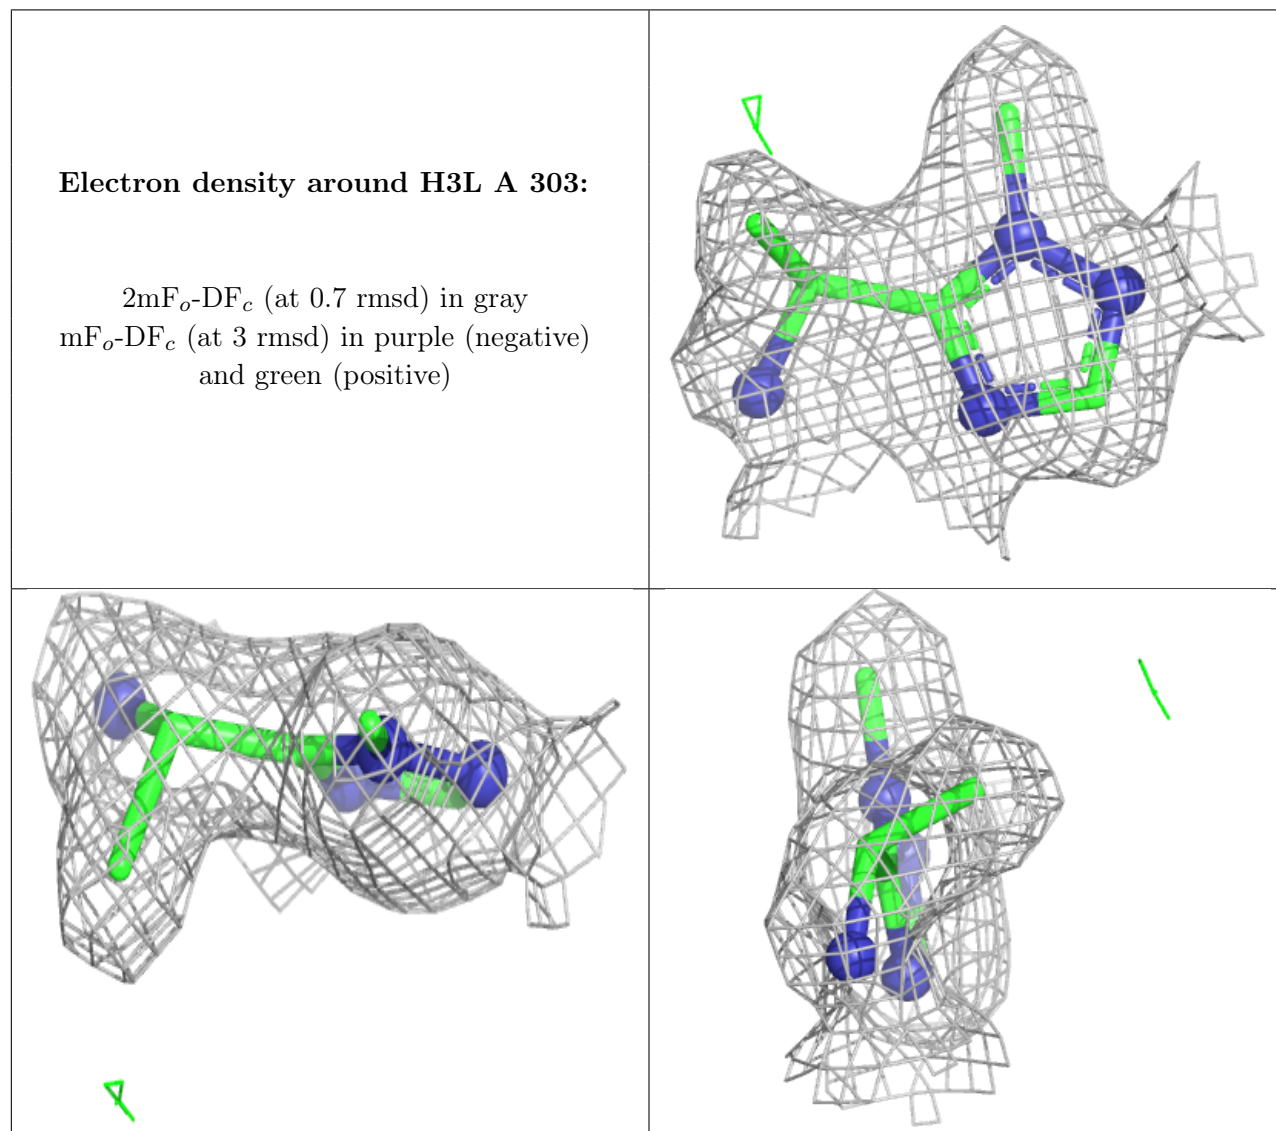 Electron density around H3L A 303:
2mFo-DFc (at 0.7 rmsd) in gray
mFo-DFc (at 3 rmsd) in purple (negative)
and green (positive)